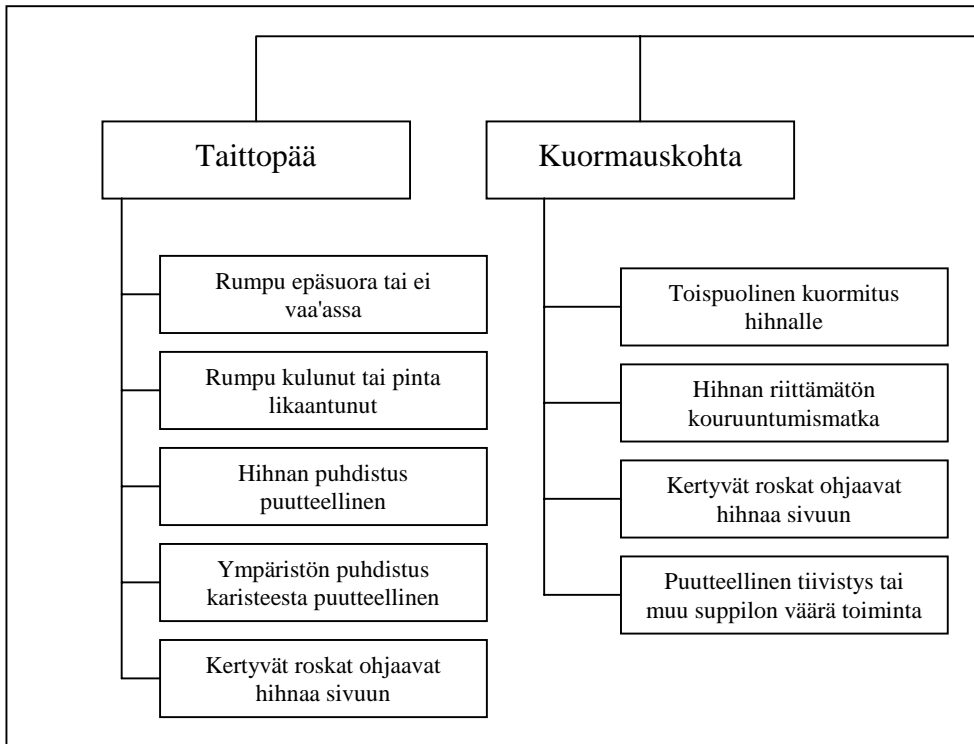 Taittopää
Rumpu epäsuora tai ei
vaa'assa
Rumpu kulunut tai pinta
likaantunut
Hihnan puhdistus
puutteellinen
Ympäristön puhdistus
karisteesta puutteellinen
Kertyvät roskat ohjaavat
hihnaa sivuun
Kuormauskohta
Toispuolinen kuormitus
hihnalle
Hihnan riittämätön
kouruuntumismatka
Kertyvät roskat ohjaavat
hihnaa sivuun
Puutteellinen tiivistys tai
muu suppilon väärä toiminta